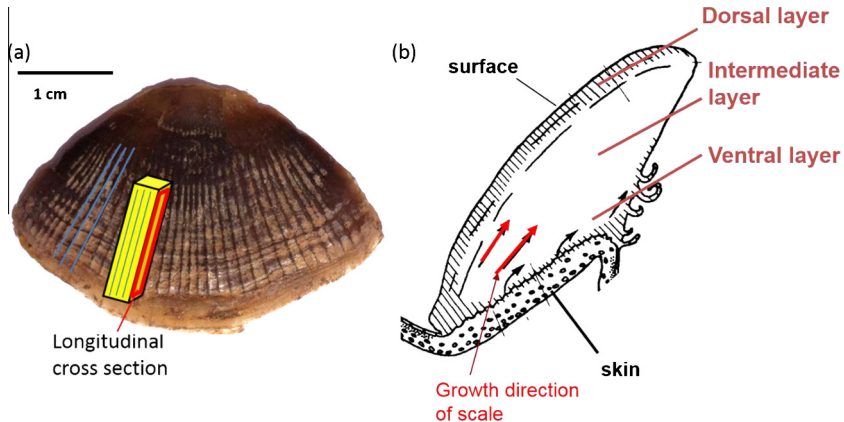 (a)
1 cm
Longitudinal
cross section
(b)
Dorsal layer
surface
Intermediate
layer
Ventral layer
skin
Growth direction
of scale